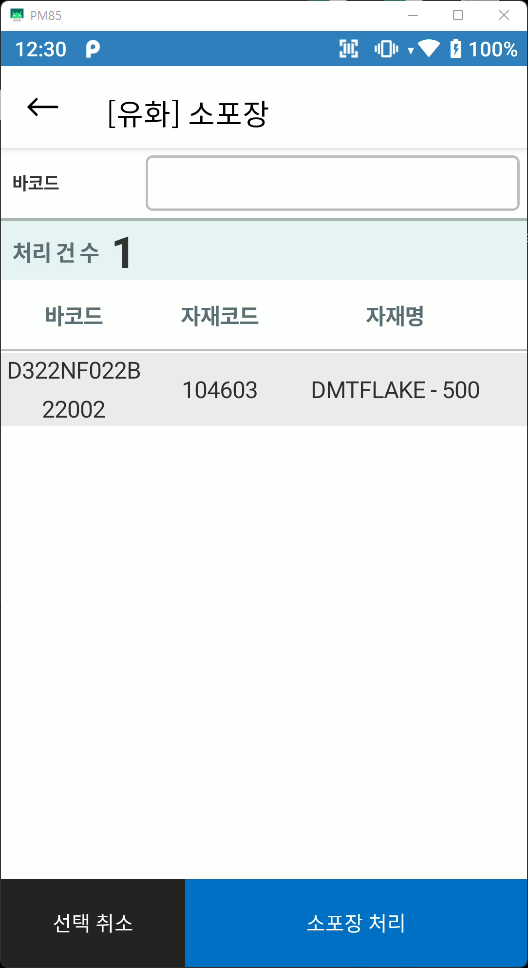 PM85
12:30 100%
[유화] 소포장
바코드
처리 건 수 1
바코드 자재코드 자재명
D322NF022B
22002 104603 DMTFLAKE - 500
선택 취소 소포장 처리